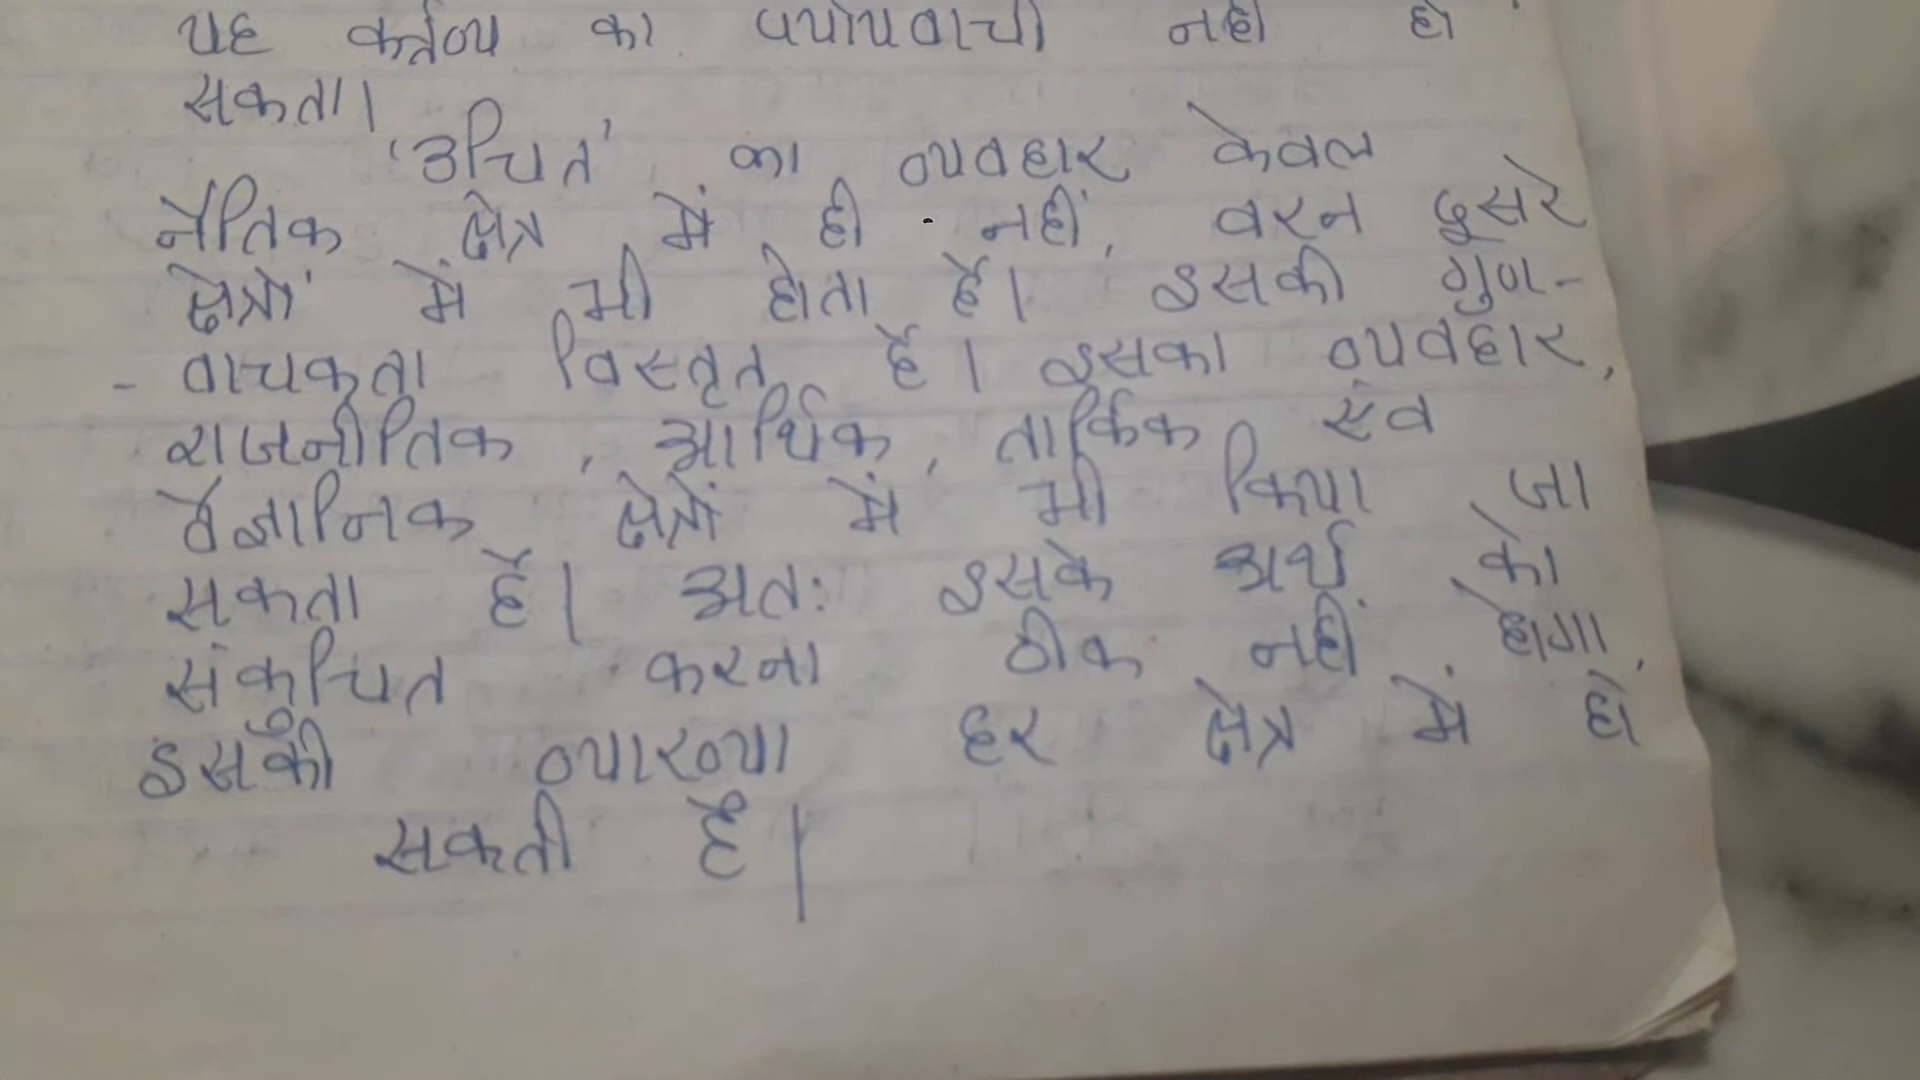 यह कर्तव्य का पर्यायवाची नहीं हो
सकता।
'उचित' का व्यवहार केवल
नैतिक क्षेत्र में ही नहीं, वरन दूसरे
क्षेत्रों में भी होता है। इसकी गुण-
- वाचकता विस्तृत है। इसका व्यवहार,
राजनीतिक, आर्थिक, तार्किक एंव
वैज्ञानिक क्षेत्रों में भी किया जा
सकता है। अतः इसके अर्थ को
संकुचित करना ठीक नहीं होगा,
इसकी व्याख्या हर क्षेत्र में हो
सकती है।